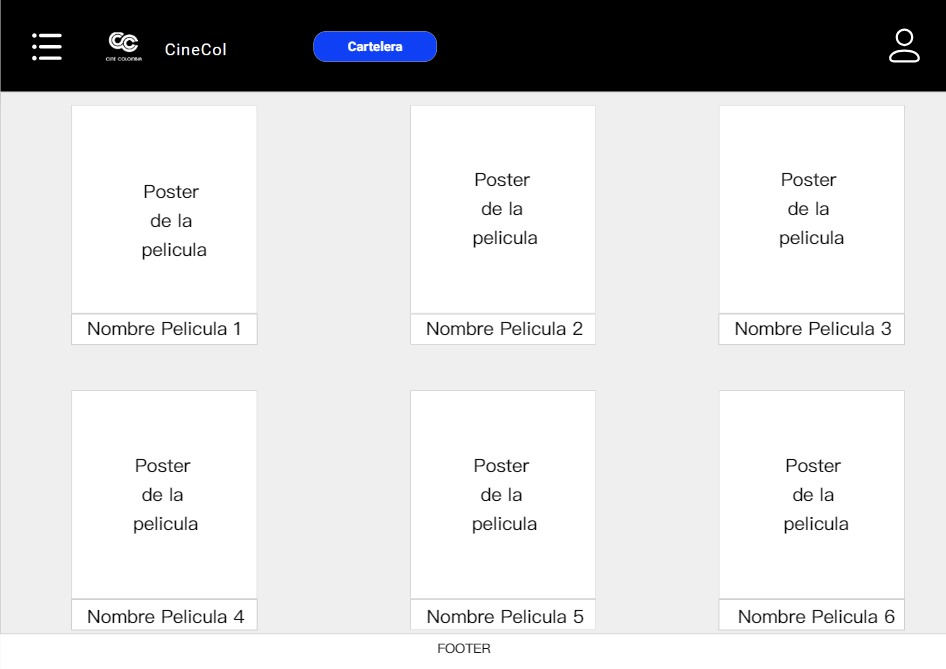 CINE COLOMBIA
CineCol
Cartelera
Poster
de la
pelicula
Poster
de la
pelicula
Poster
de la
pelicula
Nombre Pelicula 1
Nombre Pelicula 2
Nombre Pelicula 3
Poster
de la
pelicula
Poster
de la
pelicula
Poster
de la
pelicula
Nombre Pelicula 4
Nombre Pelicula 5
Nombre Pelicula 6
FOOTER